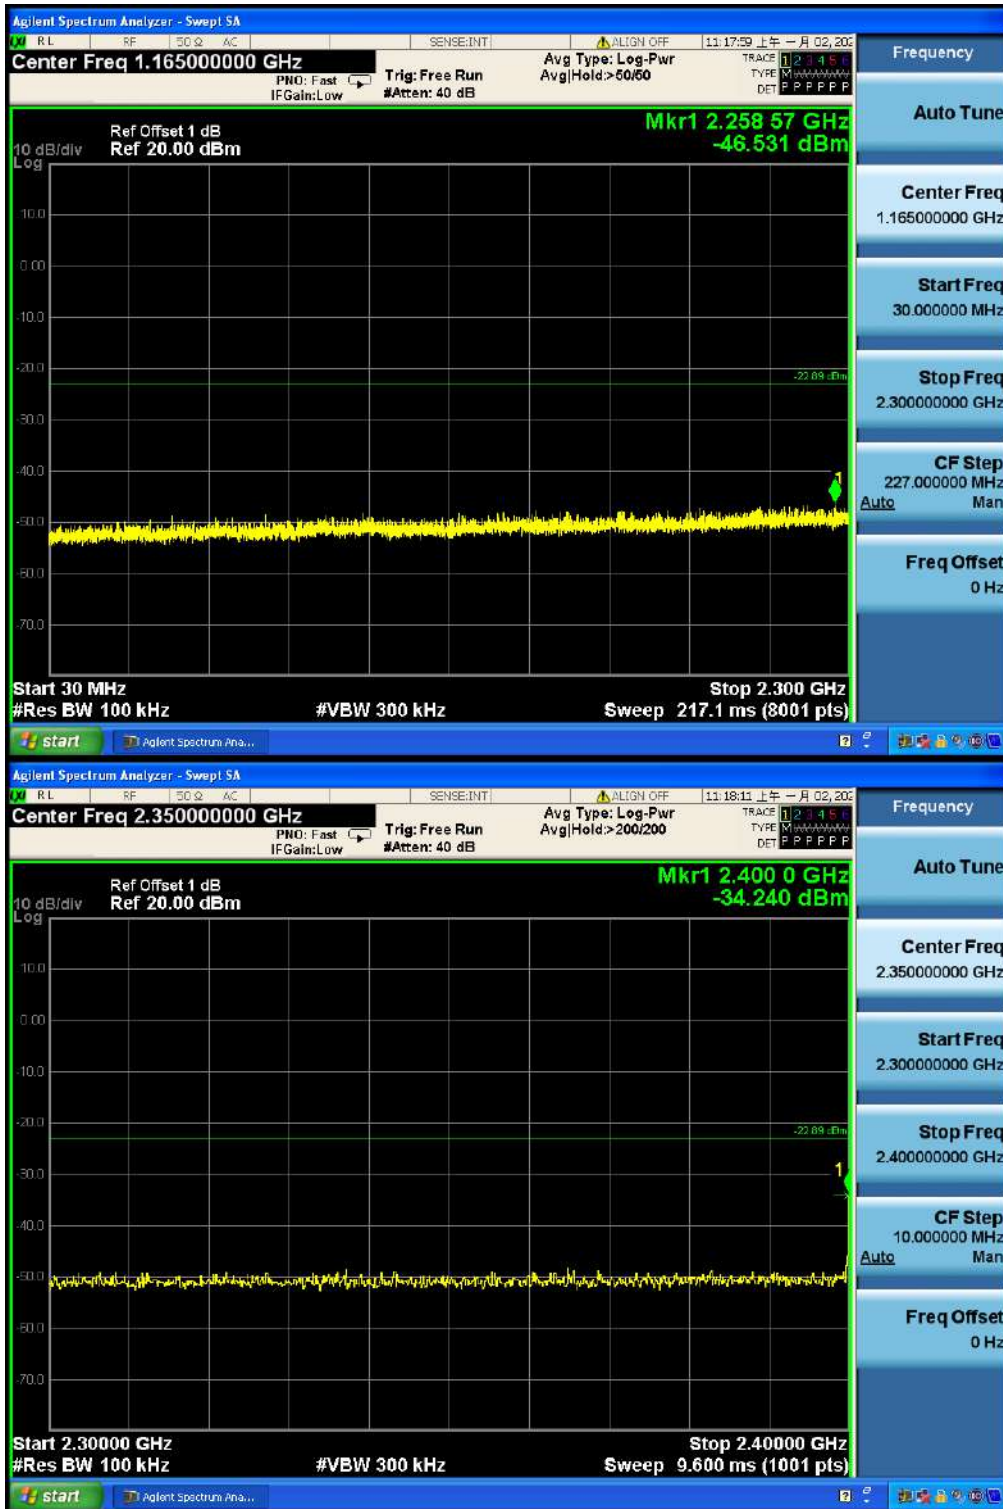 Agilent Spectrum Analyzer - Swept SA
RL RF 50 Ω AC SENSE:INT ALIGN OFF 11:17:59 上午 一月 02, 202
Center Freq 1.165000000 GHz
PNO: Fast
IFGain:Low
Trig: Free Run
#Atten: 40 dB
Avg Type: Log-Pwr
Avg|Hold:>50/50
TRACE 1 2 3 4 5 6
TYPE M
DET P P P P P P
Ref Offset 1 dB
10 dB/div Ref 20.00 dBm
Log
Mkr1 2.258 57 GHz
-46.531 dBm
10.0
0.00
-10.0
-20.0
-22.89 dBm
-30.0
-40.0
1
-50.0
-60.0
-70.0
Start 30 MHz Stop 2.300 GHz
#Res BW 100 kHz #VBW 300 kHz Sweep 217.1 ms (8001 pts)
Frequency
Auto Tune
Center Freq
1.165000000 GHz
Start Freq
30.000000 MHz
Stop Freq
2.300000000 GHz
CF Step
227.000000 MHz
Auto Man
Freq Offset
0 Hz
start Agilent Spectrum Ana...
Agilent Spectrum Analyzer - Swept SA
RL RF 50 Ω AC SENSE:INT ALIGN OFF 11:18:11 上午 一月 02, 202
Center Freq 2.350000000 GHz
PNO: Fast
IFGain:Low
Trig: Free Run
#Atten: 40 dB
Avg Type: Log-Pwr
Avg|Hold:>200/200
TRACE 1 2 3 4 5 6
TYPE M
DET P P P P P P
Ref Offset 1 dB
10 dB/div Ref 20.00 dBm
Log
Mkr1 2.400 0 GHz
-34.240 dBm
10.0
0.00
-10.0
-20.0
-22.89 dBm
-30.0
1
-40.0
-50.0
-60.0
-70.0
Start 2.30000 GHz Stop 2.40000 GHz
#Res BW 100 kHz #VBW 300 kHz Sweep 9.600 ms (1001 pts)
Frequency
Auto Tune
Center Freq
2.350000000 GHz
Start Freq
2.300000000 GHz
Stop Freq
2.400000000 GHz
CF Step
10.000000 MHz
Auto Man
Freq Offset
0 Hz
start Agilent Spectrum Ana...